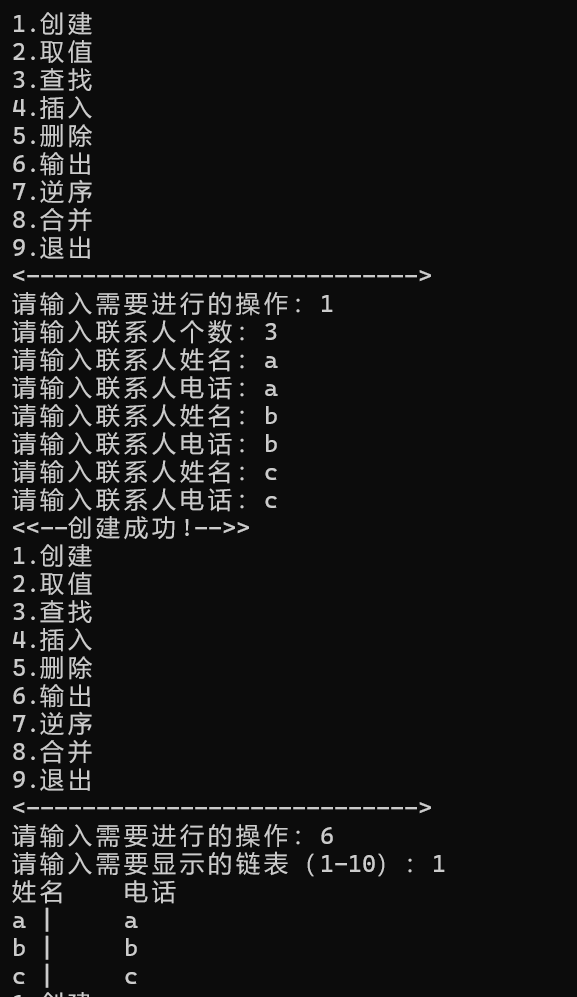 1.创建
2.取值
3.查找
4.插入
5.删除
6.输出
7.逆序
8.合并
9.退出
<---------------------------->
请输入需要进行的操作：1
请输入联系人个数：3
请输入联系人姓名：a
请输入联系人电话：a
请输入联系人姓名：b
请输入联系人电话：b
请输入联系人姓名：c
请输入联系人电话：c
<<--创建成功!-->>
1.创建
2.取值
3.查找
4.插入
5.删除
6.输出
7.逆序
8.合并
9.退出
<---------------------------->
请输入需要进行的操作：6
请输入需要显示的链表（1-10）：1
姓名    电话
a |     a
b |     b
c |     c
1.创建